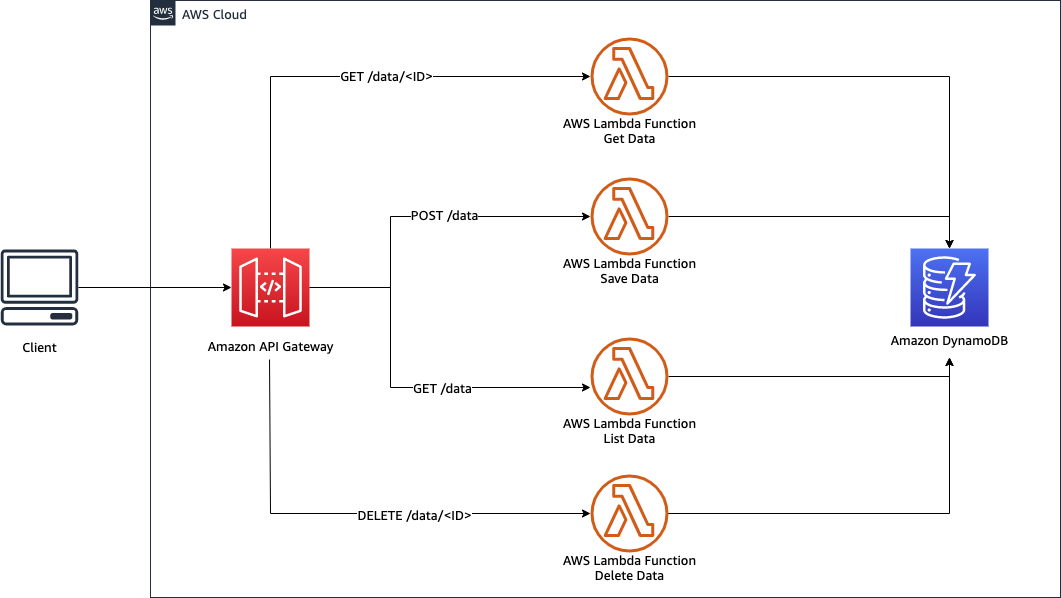 aws
AWS Cloud
GET /data/<ID>
AWS Lambda Function
Get Data
POST /data
AWS Lambda Function
Save Data
</>
Client
Amazon API Gateway
Amazon DynamoDB
GET /data
AWS Lambda Function
List Data
DELETE /data/<ID>
AWS Lambda Function
Delete Data